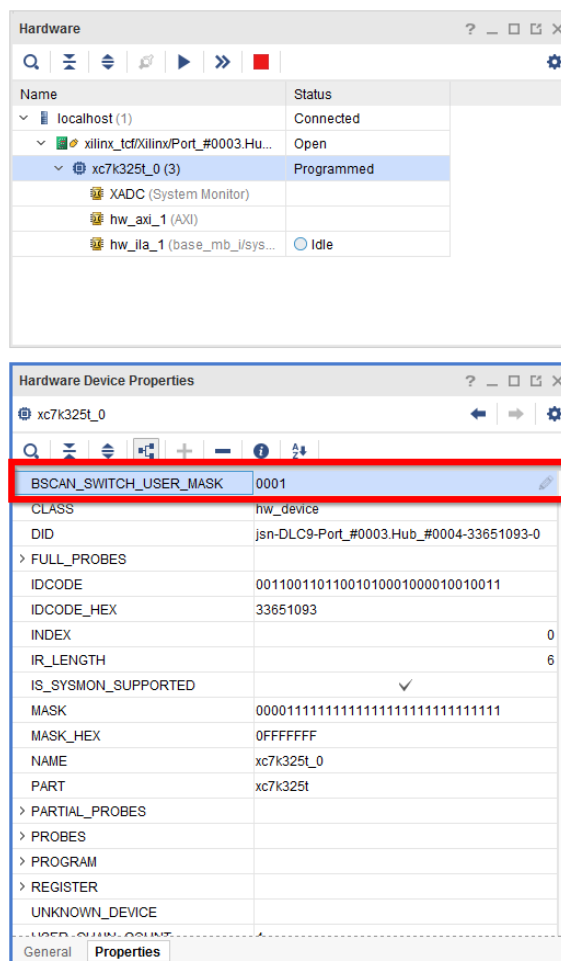 Hardware
Name Status
localhost (1) Connected
xilinx_tcf/Xilinx/Port_#0003.Hu... Open
xc7k325t_0 (3) Programmed
XADC (System Monitor)
hw_axi_1 (AXI)
hw_ila_1 (base_mb_i/sys... Idle
Hardware Device Properties
xc7k325t_0
BSCAN_SWITCH_USER_MASK 0001
CLASS hw_device
DID jsn-DLC9-Port_#0003.Hub_#0004-33651093-0
FULL_PROBES
IDCODE 00110011011001010001000010010011
IDCODE_HEX 33651093
INDEX 0
IR_LENGTH 6
IS_SYSMON_SUPPORTED
MASK 00001111111111111111111111111111
MASK_HEX 0FFFFFFF
NAME xc7k325t_0
PART xc7k325t
PARTIAL_PROBES
PROBES
PROGRAM
REGISTER
UNKNOWN_DEVICE
General Properties